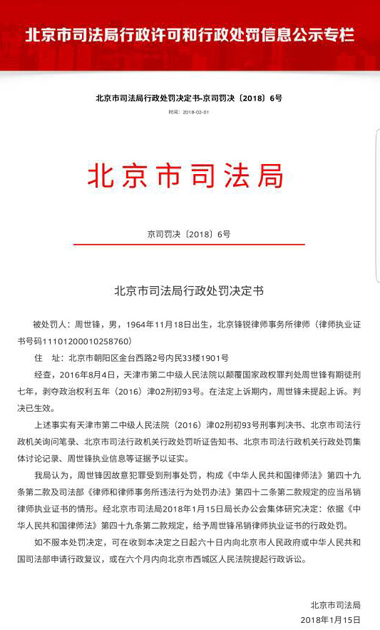 北京市司法局行政许可和行政处罚信息公示专栏
北京市司法局行政处罚决定书-京司罚决〔2018〕6号
时间：2018-02-01
北京市司法局
京司罚决〔2018〕6号
北京市司法局行政处罚决定书
被处罚人：周世锋，男，1964年11月18日出生，北京锋锐律师事务所律师（律师执业证
书号码11101200010258760）
住　址：北京市朝阳区金台西路2号内民33楼1901号
经查，2016年8月4日，天津市第二中级人民法院以颠覆国家政权罪判处周世锋有期徒刑
七年，剥夺政治权利五年（2016）津02刑初93号。在法定上诉期内，周世锋未提起上诉。判
决已生效。
上述事实有天津市第二中级人民法院（2016）津02刑初93号刑事判决书、北京市司法行
政机关询问笔录、北京市司法行政机关行政处罚听证告知书、北京市司法行政机关行政处罚集
体讨论记录、周世锋执业信息等证据予以证实。
我局认为，周世锋因故意犯罪受到刑事处罚，构成《中华人民共和国律师法》第四十九
条第二款及司法部《律师和律师事务所违法行为处罚办法》第四十二条第二款规定的应当吊销
律师执业证书的情形。经北京市司法局2018年1月15日局长办公会集体研究决定：依据《中
华人民共和国律师法》第四十九条第二款规定，给予周世锋吊销律师执业证书的行政处罚。
如不服本处罚决定，可在收到本决定之日起六十日内向北京市人民政府或中华人民共和
国司法部申请行政复议，或在六个月内向北京市西城区人民法院提起行政诉讼。
北京市司法局
2018年1月15日